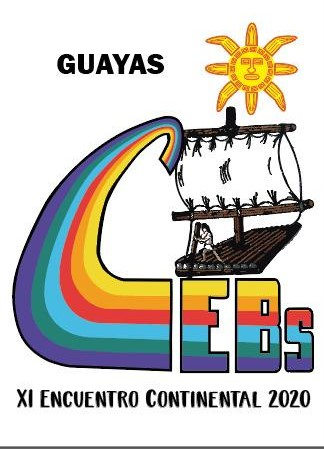 GUAYAS
CEBs
XI ENCUENTRO CONTINENTAL 2020